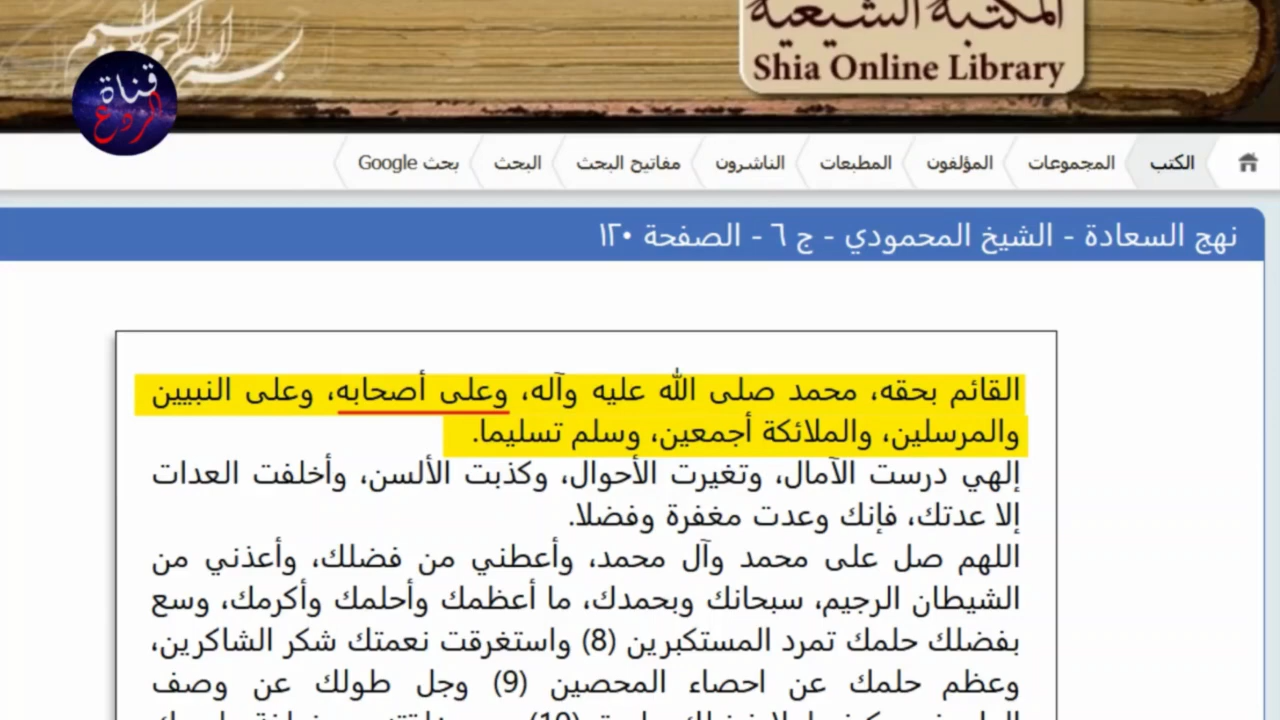 بسم الله الرحمن الرحيم
المكتبة الشيعية
Shia Online Library
قناة
الردع
الكتب
المجموعات
المؤلفون
المطبعات
الناشرون
مفاتيح البحث
البحث
بحث Google
نهج السعادة - الشيخ المحمودي - ج ٦ - الصفحة ١٢٠
القائم بحقه، محمد صلى الله عليه وآله، وعلى أصحابه، وعلى النبيين
والمرسلين، والملائكة أجمعين، وسلم تسليما.
إلهي درست الآمال، وتغيرت الأحوال، وكذبت الألسن، وأخلفت العدات
إلا عدتك، فإنك وعدت مغفرة وفضلا.
اللهم صل على محمد وآل محمد، وأعطني من فضلك، وأعذني من
الشيطان الرجيم، سبحانك وبحمدك، ما أعظمك وأحلمك وأكرمك، وسع
بفضلك حلمك تمرد المستكبرين (8) واستغرقت نعمتك شكر الشاكرين،
وعظم حلمك عن احصاء المحصين (9) وجل طولك عن وصف